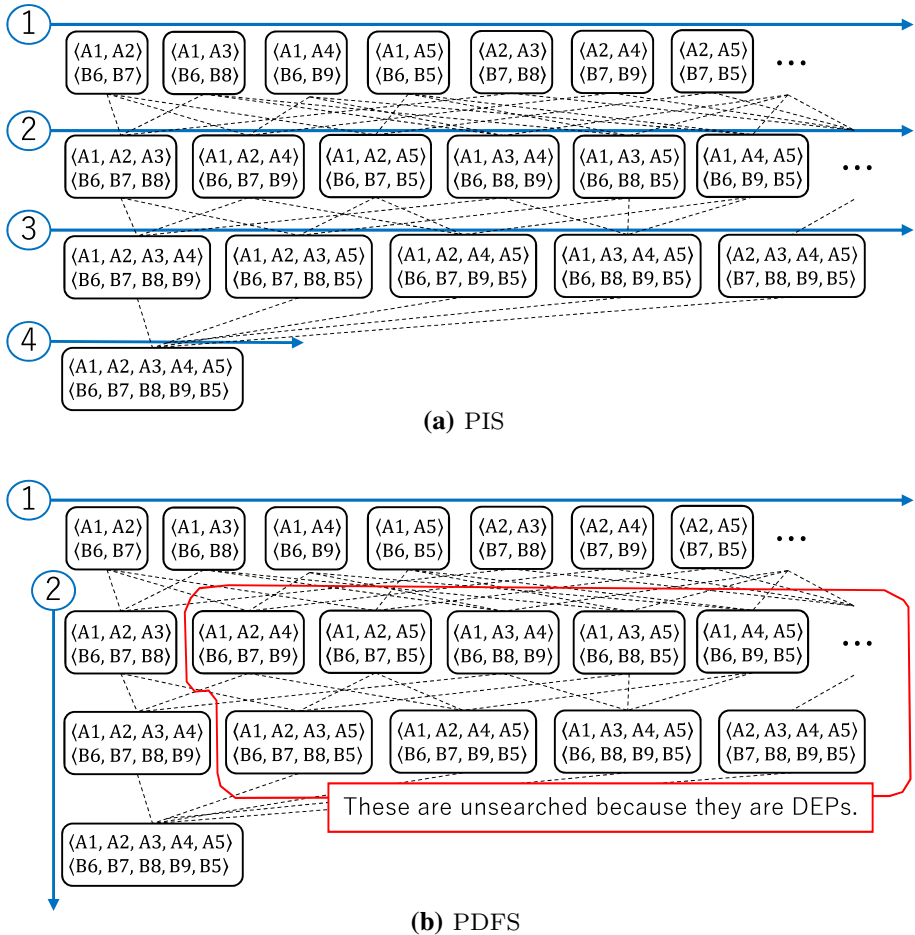 1
⟨A1, A2⟩ ⟨A1, A3⟩ ⟨A1, A4⟩ ⟨A1, A5⟩ ⟨A2, A3⟩ ⟨A2, A4⟩ ⟨A2, A5⟩
⟨B6, B7⟩ ⟨B6, B8⟩ ⟨B6, B9⟩ ⟨B6, B5⟩ ⟨B7, B8⟩ ⟨B7, B9⟩ ⟨B7, B5⟩ ...
2
⟨A1, A2, A3⟩ ⟨A1, A2, A4⟩ ⟨A1, A2, A5⟩ ⟨A1, A3, A4⟩ ⟨A1, A3, A5⟩ ⟨A1, A4, A5⟩
⟨B6, B7, B8⟩ ⟨B6, B7, B9⟩ ⟨B6, B7, B5⟩ ⟨B6, B8, B9⟩ ⟨B6, B8, B5⟩ ⟨B6, B9, B5⟩ ...
3
⟨A1, A2, A3, A4⟩ ⟨A1, A2, A3, A5⟩ ⟨A1, A2, A4, A5⟩ ⟨A1, A3, A4, A5⟩ ⟨A2, A3, A4, A5⟩
⟨B6, B7, B8, B9⟩ ⟨B6, B7, B8, B5⟩ ⟨B6, B7, B9, B5⟩ ⟨B6, B8, B9, B5⟩ ⟨B7, B8, B9, B5⟩
4
⟨A1, A2, A3, A4, A5⟩
⟨B6, B7, B8, B9, B5⟩
(a) PIS
1
⟨A1, A2⟩ ⟨A1, A3⟩ ⟨A1, A4⟩ ⟨A1, A5⟩ ⟨A2, A3⟩ ⟨A2, A4⟩ ⟨A2, A5⟩
⟨B6, B7⟩ ⟨B6, B8⟩ ⟨B6, B9⟩ ⟨B6, B5⟩ ⟨B7, B8⟩ ⟨B7, B9⟩ ⟨B7, B5⟩ ...
2
⟨A1, A2, A3⟩ ⟨A1, A2, A4⟩ ⟨A1, A2, A5⟩ ⟨A1, A3, A4⟩ ⟨A1, A3, A5⟩ ⟨A1, A4, A5⟩
⟨B6, B7, B8⟩ ⟨B6, B7, B9⟩ ⟨B6, B7, B5⟩ ⟨B6, B8, B9⟩ ⟨B6, B8, B5⟩ ⟨B6, B9, B5⟩ ...
⟨A1, A2, A3, A4⟩ ⟨A1, A2, A3, A5⟩ ⟨A1, A2, A4, A5⟩ ⟨A1, A3, A4, A5⟩ ⟨A2, A3, A4, A5⟩
⟨B6, B7, B8, B9⟩ ⟨B6, B7, B8, B5⟩ ⟨B6, B7, B9, B5⟩ ⟨B6, B8, B9, B5⟩ ⟨B7, B8, B9, B5⟩
These are unsearched because they are DEPs.
⟨A1, A2, A3, A4, A5⟩
⟨B6, B7, B8, B9, B5⟩
(b) PDFS